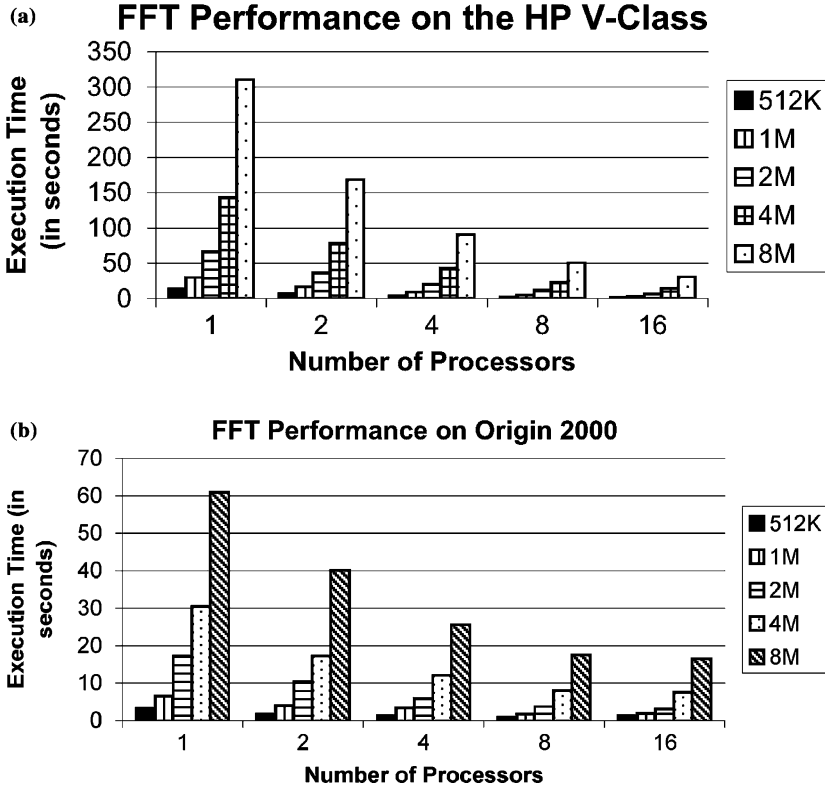 (a)
FFT Performance on the HP V-Class
350
300
250
200
150
100
50
0
Execution Time
(in seconds)
1 2 4 8 16
Number of Processors
512K
1M
2M
4M
8M
(b)
FFT Performance on Origin 2000
70
60
50
40
30
20
10
0
Execution Time (in
seconds)
1 2 4 8 16
Number of Processors
512K
1M
2M
4M
8M